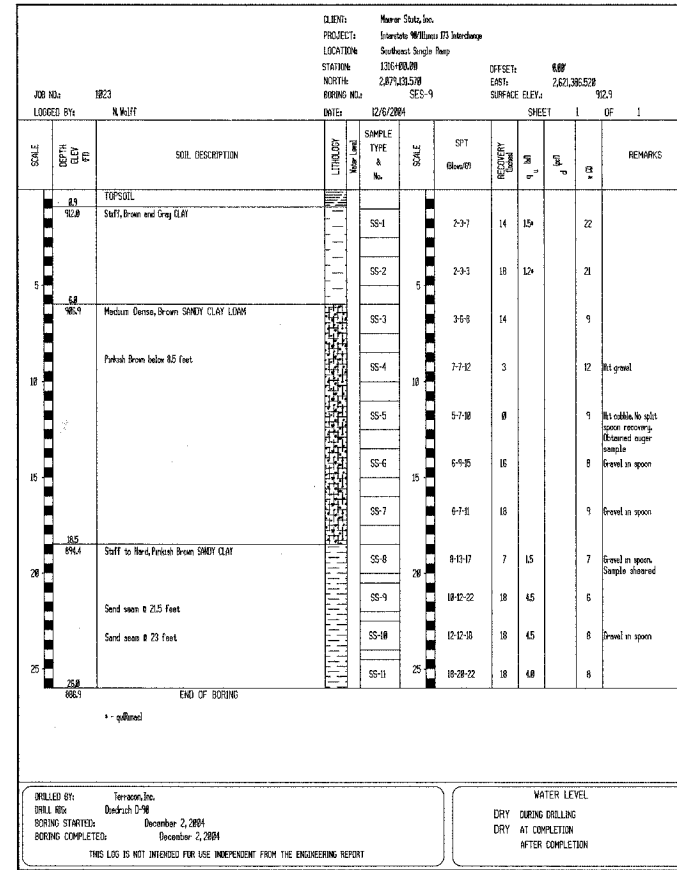 CLIENT: Maurer Stutz, Inc.
PROJECT: Interstate 90/Illinois 173 Interchange
LOCATION: Southeast Single Ramp
STATION: 1316+00.00 OFFSET: 0.00'
NORTH: 2,079,131.570 EAST: 2,621,386.520
JOB NO.: 1023 BORING NO.: SES-9 SURFACE ELEV.: 912.9
LOGGED BY: N. Wolff DATE: 12/6/2004 SHEET 1 OF 1
SCALE DEPTH ELEV (FT) SOIL DESCRIPTION LITHOLOGY Water Level SAMPLE TYPE & No. SCALE SPT (Blows/6") RECOVERY (Inches) REMARKS
TOPSOIL
0.9
912.0 Stiff, Brown and Gray CLAY
SS-1 2-3-7 14 1.5* 22
SS-2 2-3-3 18 1.2* 21
5 5
6.0
906.9 Medium Dense, Brown SANDY CLAY LOAM
SS-3 3-6-8 14 9
Pinkish Brown below 8.5 feet
SS-4 7-7-12 3 12 Hit gravel
10 10
SS-5 5-7-10 0 9 Hit cobble. No split
spoon recovery.
Obtained auger
sample
SS-6 6-9-15 16 8 Gravel in spoon
15 15
SS-7 6-7-11 18 9 Gravel in spoon
18.5
894.4 Stiff to Hard, Pinkish Brown SANDY CLAY
SS-8 8-13-17 7 1.5 7 Gravel in spoon.
Sample sheared
20 20
SS-9 10-12-22 18 4.5 6
Sand seam @ 21.5 feet
Sand seam @ 23 feet
SS-10 12-12-18 18 4.5 8 Gravel in spoon
25 25
SS-11 18-20-22 18 4.0 8
26.0
886.9 END OF BORING
DRILLED BY: Terracon, Inc.
DRILL RIG: Diedrich D-90
BORING STARTED: December 2, 2004
BORING COMPLETED: December 2, 2004
THIS LOG IS NOT INTENDED FOR USE INDEPENDENT FROM THE ENGINEERING REPORT
WATER LEVEL
DRY DURING DRILLING
DRY AT COMPLETION
AFTER COMPLETION